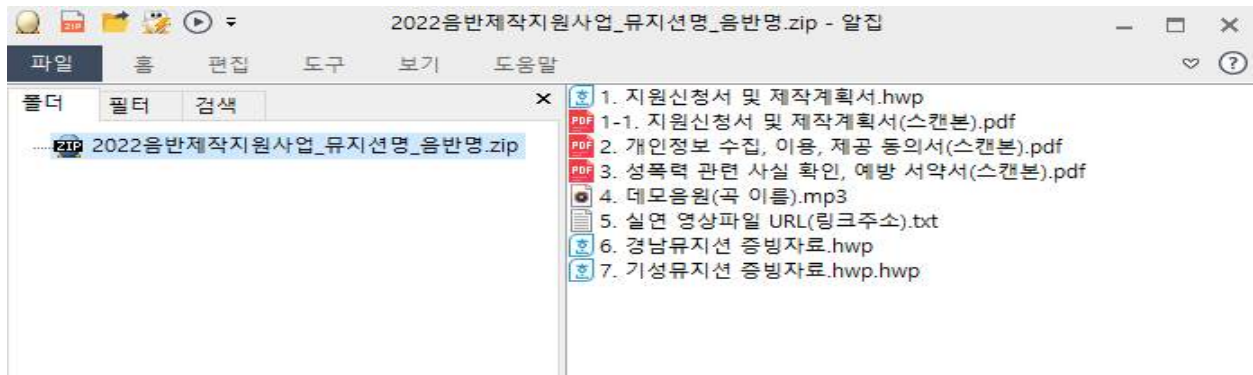 2022음반제작지원사업_뮤지션명_음반명.zip - 알집
파일 홈 편집 도구 보기 도움말
폴더 필터 검색
ZIP 2022음반제작지원사업_뮤지션명_음반명.zip
1. 지원신청서 및 제작계획서.hwp
PDF 1-1. 지원신청서 및 제작계획서(스캔본).pdf
PDF 2. 개인정보 수집, 이용, 제공 동의서(스캔본).pdf
PDF 3. 성폭력 관련 사실 확인, 예방 서약서(스캔본).pdf
4. 데모음원(곡 이름).mp3
5. 실연 영상파일 URL(링크주소).txt
6. 경남뮤지션 증빙자료.hwp
7. 기성뮤지션 증빙자료.hwp.hwp